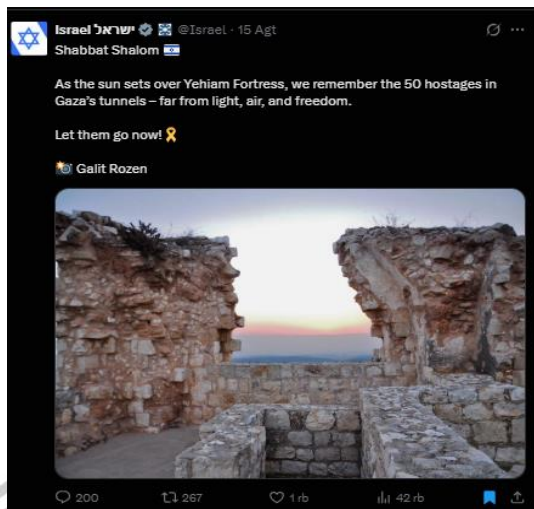 Israel ישראל @Israel · 15 Agt
Shabbat Shalom 🇮🇱
As the sun sets over Yehiam Fortress, we remember the 50 hostages in
Gaza's tunnels – far from light, air, and freedom.
Let them go now! 🎗️
📸 Galit Rozen
200 267 1 rb 42 rb